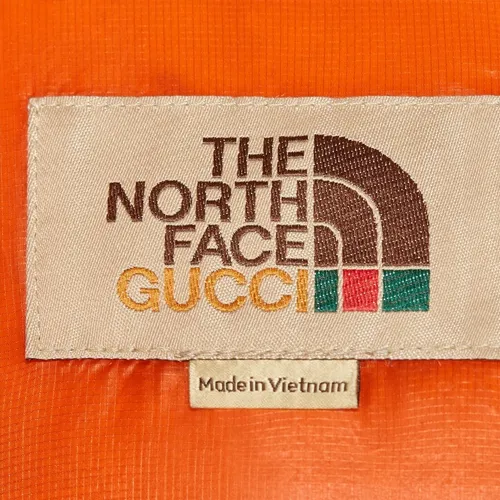 THE
NORTH
FACE
GUCCI
Made in Vietnam